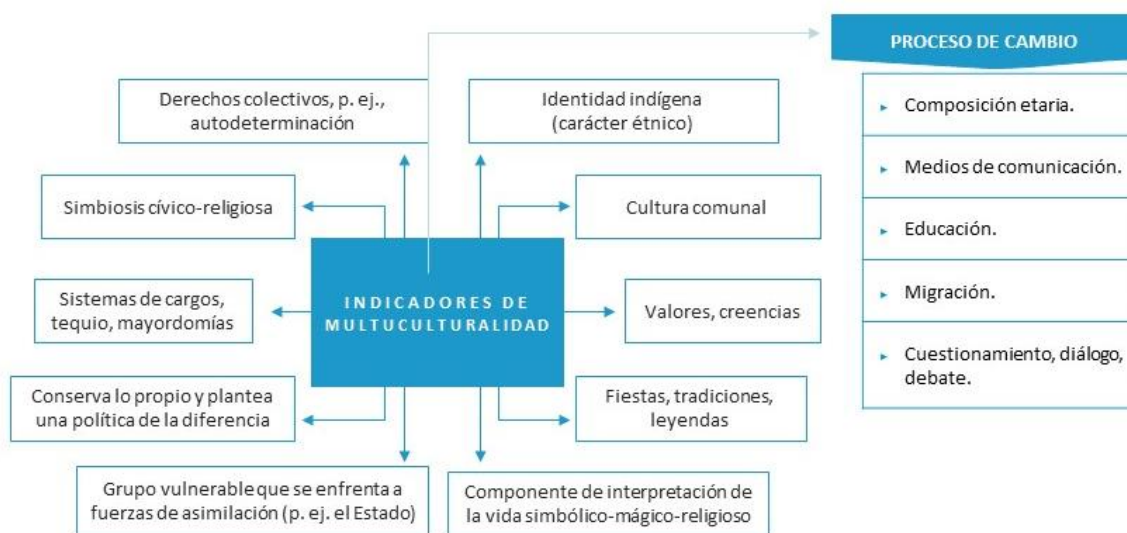 PROCESO DE CAMBIO
Composición etaria.
Medios de comunicación.
Educación.
Migración.
Cuestionamiento, diálogo,
debate.
Derechos colectivos, p. ej.,
autodeterminación
Identidad indígena
(carácter étnico)
Simbiosis cívico-religiosa
Cultura comunal
Sistemas de cargos,
tequio, mayordomías
INDICADORES DE
MULTUCULTURALIDAD
Valores, creencias
Conserva lo propio y plantea
una política de la diferencia
Fiestas, tradiciones,
leyendas
Grupo vulnerable que se enfrenta a
fuerzas de asimilación (p. ej. el Estado)
Componente de interpretación de
la vida simbólico-mágico-religioso